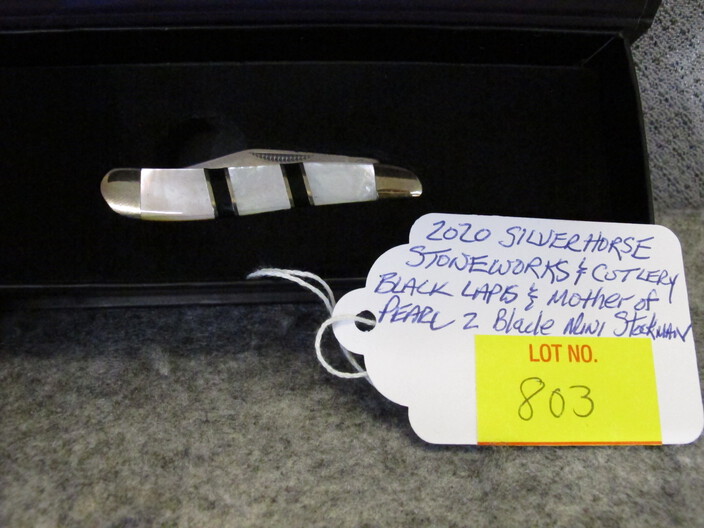 2020 SILVERHORSE
STONEWORKS & CUTLERY
BLACK LAPIS & Mother of
PEARL 2 Blade Mini Stockman
LOT NO.
803